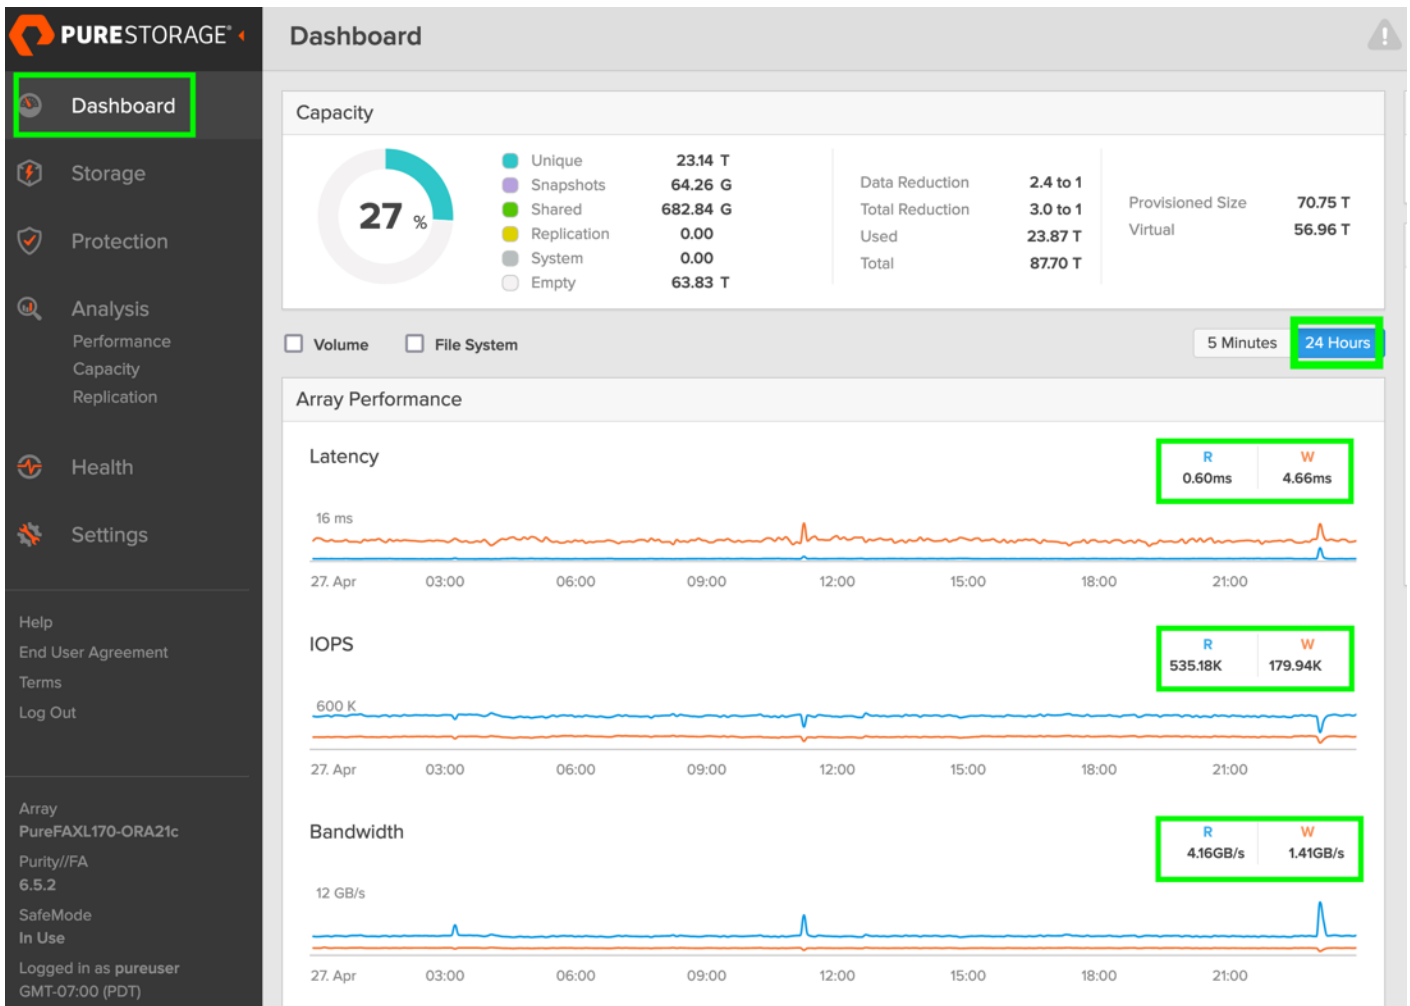 PURESTORAGE®
Dashboard
Storage
Protection
Analysis
Performance
Capacity
Replication
Health
Settings
Help
End User Agreement
Terms
Log Out
Array
PureFAXL170-ORA21c
Purity//FA
6.5.2
SafeMode
In Use
Logged in as pureuser
GMT-07:00 (PDT)
Dashboard
Capacity
27 %
Unique 23.14 T
Snapshots 64.26 G
Shared 682.84 G
Replication 0.00
System 0.00
Empty 63.83 T
Data Reduction 2.4 to 1
Total Reduction 3.0 to 1
Used 23.87 T
Total 87.70 T
Provisioned Size 70.75 T
Virtual 56.96 T
Volume File System 5 Minutes 24 Hours
Array Performance
Latency
R W
0.60ms 4.66ms
16 ms
27. Apr 03:00 06:00 09:00 12:00 15:00 18:00 21:00
IOPS
R W
535.18K 179.94K
600 K
27. Apr 03:00 06:00 09:00 12:00 15:00 18:00 21:00
Bandwidth
R W
4.16GB/s 1.41GB/s
12 GB/s
27. Apr 03:00 06:00 09:00 12:00 15:00 18:00 21:00